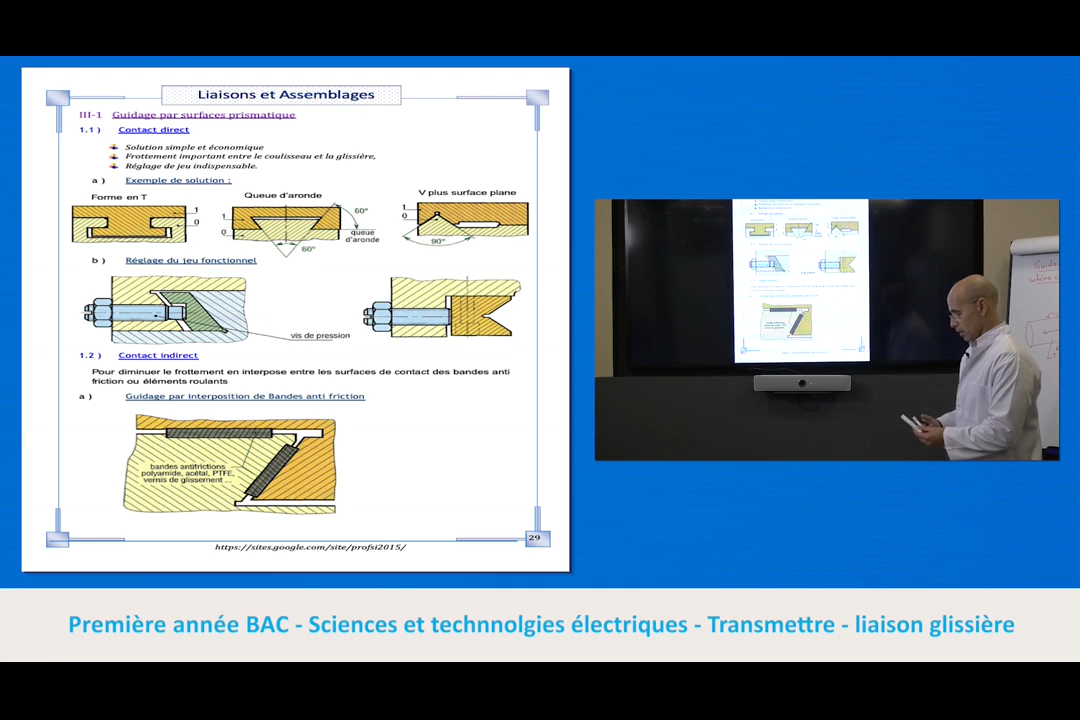 Liaisons et Assemblages
III-1 Guidage par surfaces prismatique
1.1 ) Contact direct
Solution simple et économique
Frottement important entre le coulisseau et la glissière,
Réglage de jeu indispensable.
a ) Exemple de solution :
Forme en T
Queue d'aronde
V plus surface plane
1
0
1
0
60°
queue
d'aronde
60°
1
0
90°
b ) Réglage du jeu fonctionnel
vis de pression
1.2 ) Contact indirect
Pour diminuer le frottement en interpose entre les surfaces de contact des bandes anti
friction ou éléments roulants
a ) Guidage par interposition de Bandes anti friction
bandes antifrictions
polyamide, acétal, PTFE,
vernis de glissement ...
29
https://sites.google.com/site/profsi2015/
Première année BAC - Sciences et technnolgies électriques - Transmettre - liaison glissière